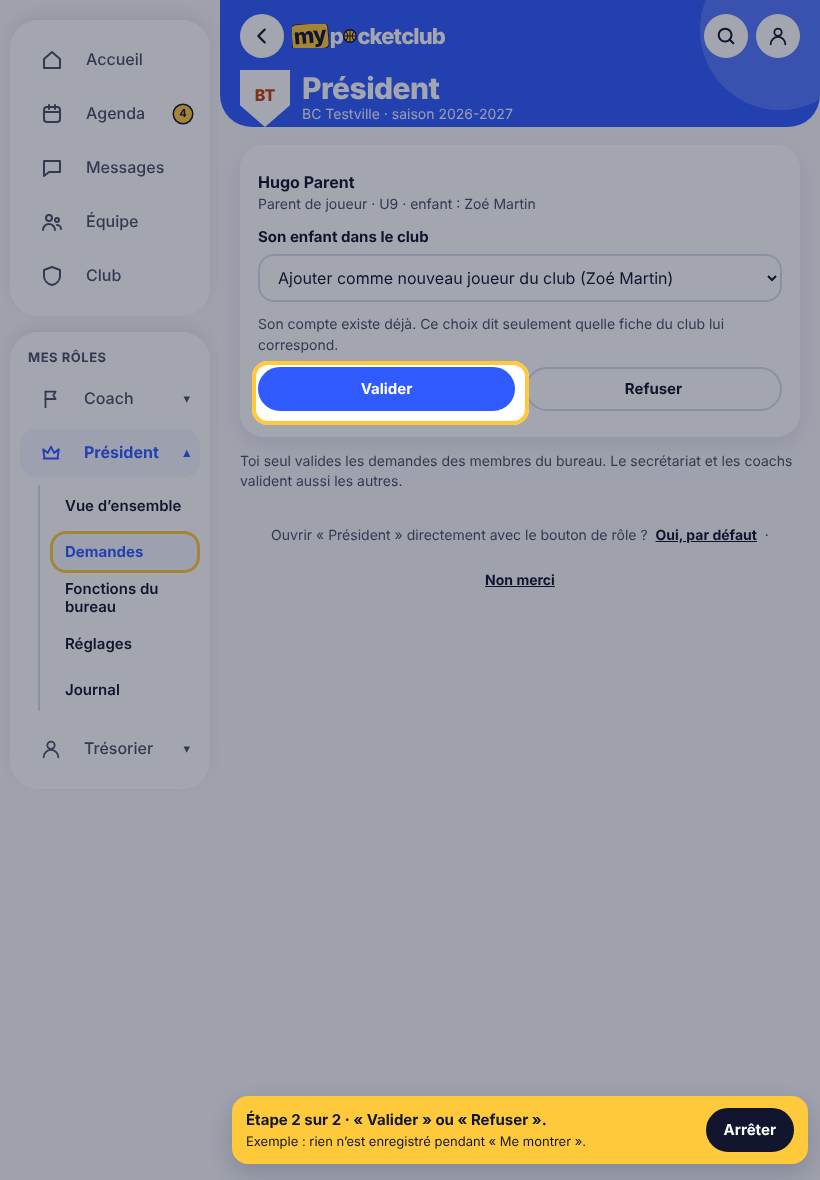 Accueil
Agenda
4
Messages
Équipe
Club
MES RÔLES
Coach
Président
Vue d’ensemble
Demandes
Fonctions du
bureau
Réglages
Journal
Trésorier
mypocketclub
BT
Président
BC Testville · saison 2026-2027
Hugo Parent
Parent de joueur · U9 · enfant : Zoé Martin
Son enfant dans le club
Ajouter comme nouveau joueur du club (Zoé Martin)
Son compte existe déjà. Ce choix dit seulement quelle fiche du club lui
correspond.
Valider
Refuser
Toi seul valides les demandes des membres du bureau. Le secrétariat et les coachs
valident aussi les autres.
Ouvrir « Président » directement avec le bouton de rôle ? Oui, par défaut ·
Non merci
Étape 2 sur 2 · « Valider » ou « Refuser ».
Exemple : rien n’est enregistré pendant « Me montrer ».
Arrêter